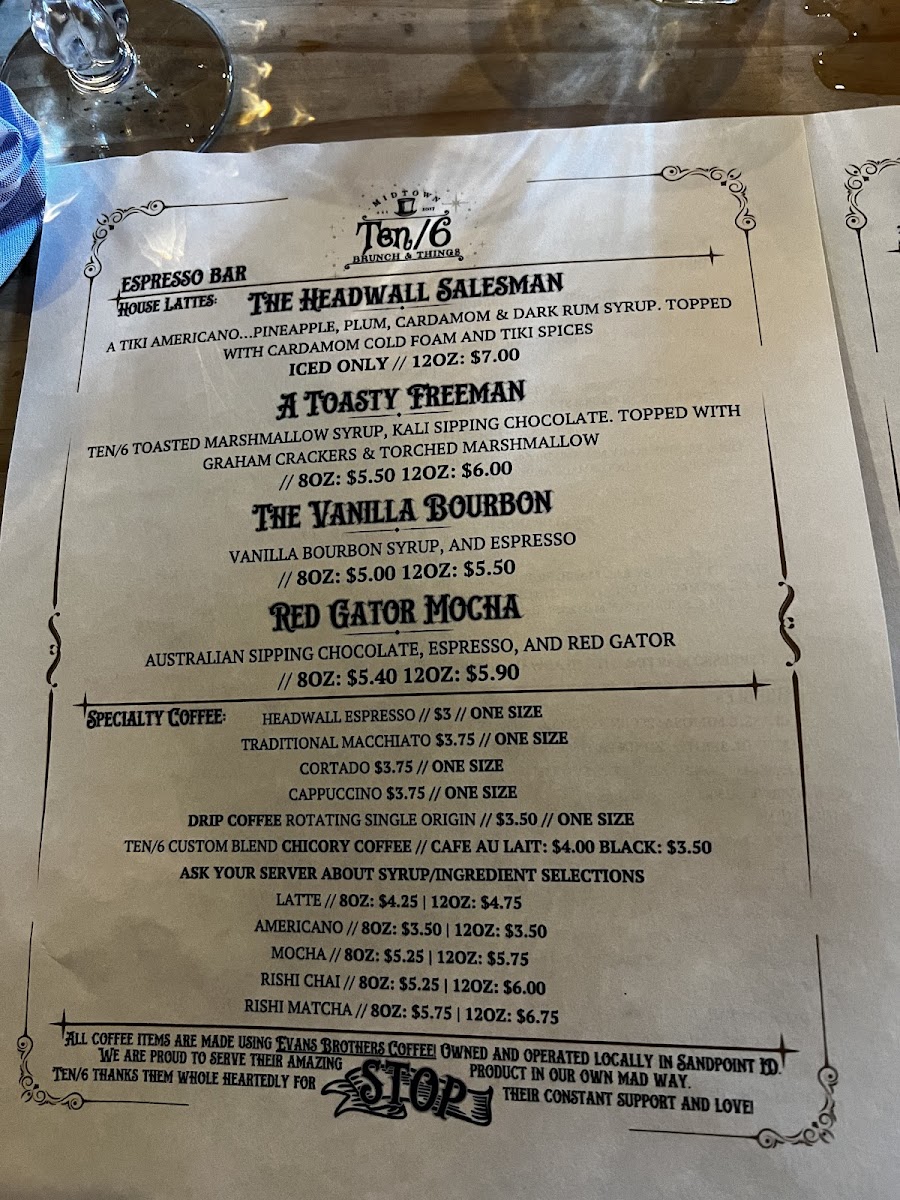 MIDTOWN
Ten/6
BRUNCH & THINGS
ESPRESSO BAR
HOUSE LATTES:
THE HEADWALL SALESMAN
A TIKI AMERICANO...PINEAPPLE, PLUM, CARDAMOM & DARK RUM SYRUP. TOPPED
WITH CARDAMOM COLD FOAM AND TIKI SPICES
ICED ONLY // 12OZ: $7.00
A TOASTY FREEMAN
TEN/6 TOASTED MARSHMALLOW SYRUP, KALI SIPPING CHOCOLATE. TOPPED WITH
GRAHAM CRACKERS & TORCHED MARSHMALLOW
// 8OZ: $5.50 12OZ: $6.00
THE VANILLA BOURBON
VANILLA BOURBON SYRUP, AND ESPRESSO
// 8OZ: $5.00 12OZ: $5.50
RED GATOR MOCHA
AUSTRALIAN SIPPING CHOCOLATE, ESPRESSO, AND RED GATOR
// 8OZ: $5.40 12OZ: $5.90
SPECIALTY COFFEE:
HEADWALL ESPRESSO // $3 // ONE SIZE
TRADITIONAL MACCHIATO $3.75 // ONE SIZE
CORTADO $3.75 // ONE SIZE
CAPPUCCINO $3.75 // ONE SIZE
DRIP COFFEE ROTATING SINGLE ORIGIN // $3.50 // ONE SIZE
TEN/6 CUSTOM BLEND CHICORY COFFEE // CAFE AU LAIT: $4.00 BLACK: $3.50
ASK YOUR SERVER ABOUT SYRUP/INGREDIENT SELECTIONS
LATTE // 8OZ: $4.25 | 12OZ: $4.75
AMERICANO // 8OZ: $3.50 | 12OZ: $3.50
MOCHA // 8OZ: $5.25 | 12OZ: $5.75
RISHI CHAI // 8OZ: $5.25 | 12OZ: $6.00
RISHI MATCHA // 8OZ: $5.75 | 12OZ: $6.75
ALL COFFEE ITEMS ARE MADE USING EVANS BROTHERS COFFEE! OWNED AND OPERATED LOCALLY IN SANDPOINT ID.
WE ARE PROUD TO SERVE THEIR AMAZING PRODUCT IN OUR OWN MAD WAY.
TEN/6 THANKS THEM WHOLE HEARTEDLY FOR THEIR CONSTANT SUPPORT AND LOVE!
STOP